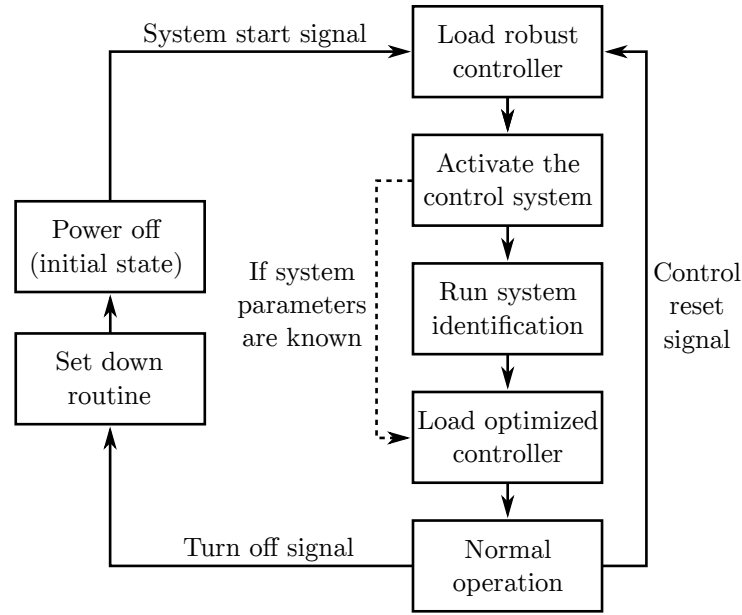 System start signal
Load robust
controller
Activate the
control system
Power off
(initial state)
If system
parameters
are known
Run system
identification
Control
reset
signal
Set down
routine
Load optimized
controller
Turn off signal
Normal
operation